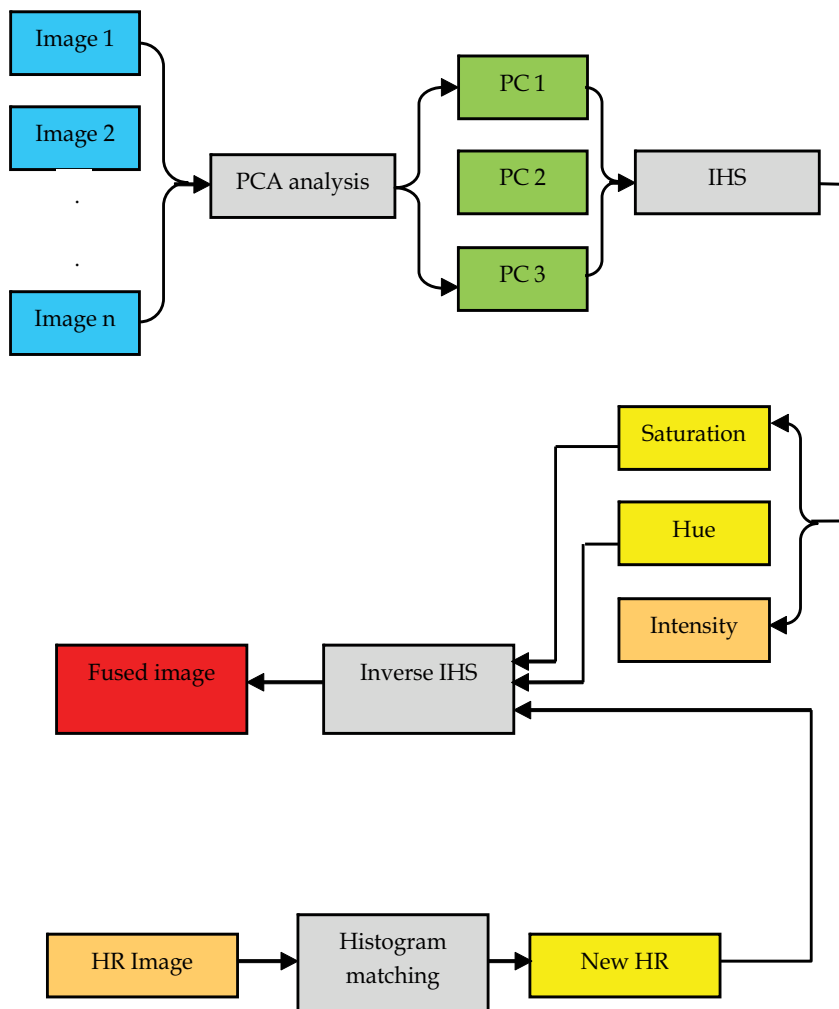 Image 1
Image 2
.
.
Image n
PCA analysis
PC 1
PC 2
PC 3
IHS
Saturation
Hue
Intensity
Inverse IHS
Fused image
HR Image
Histogram
matching
New HR